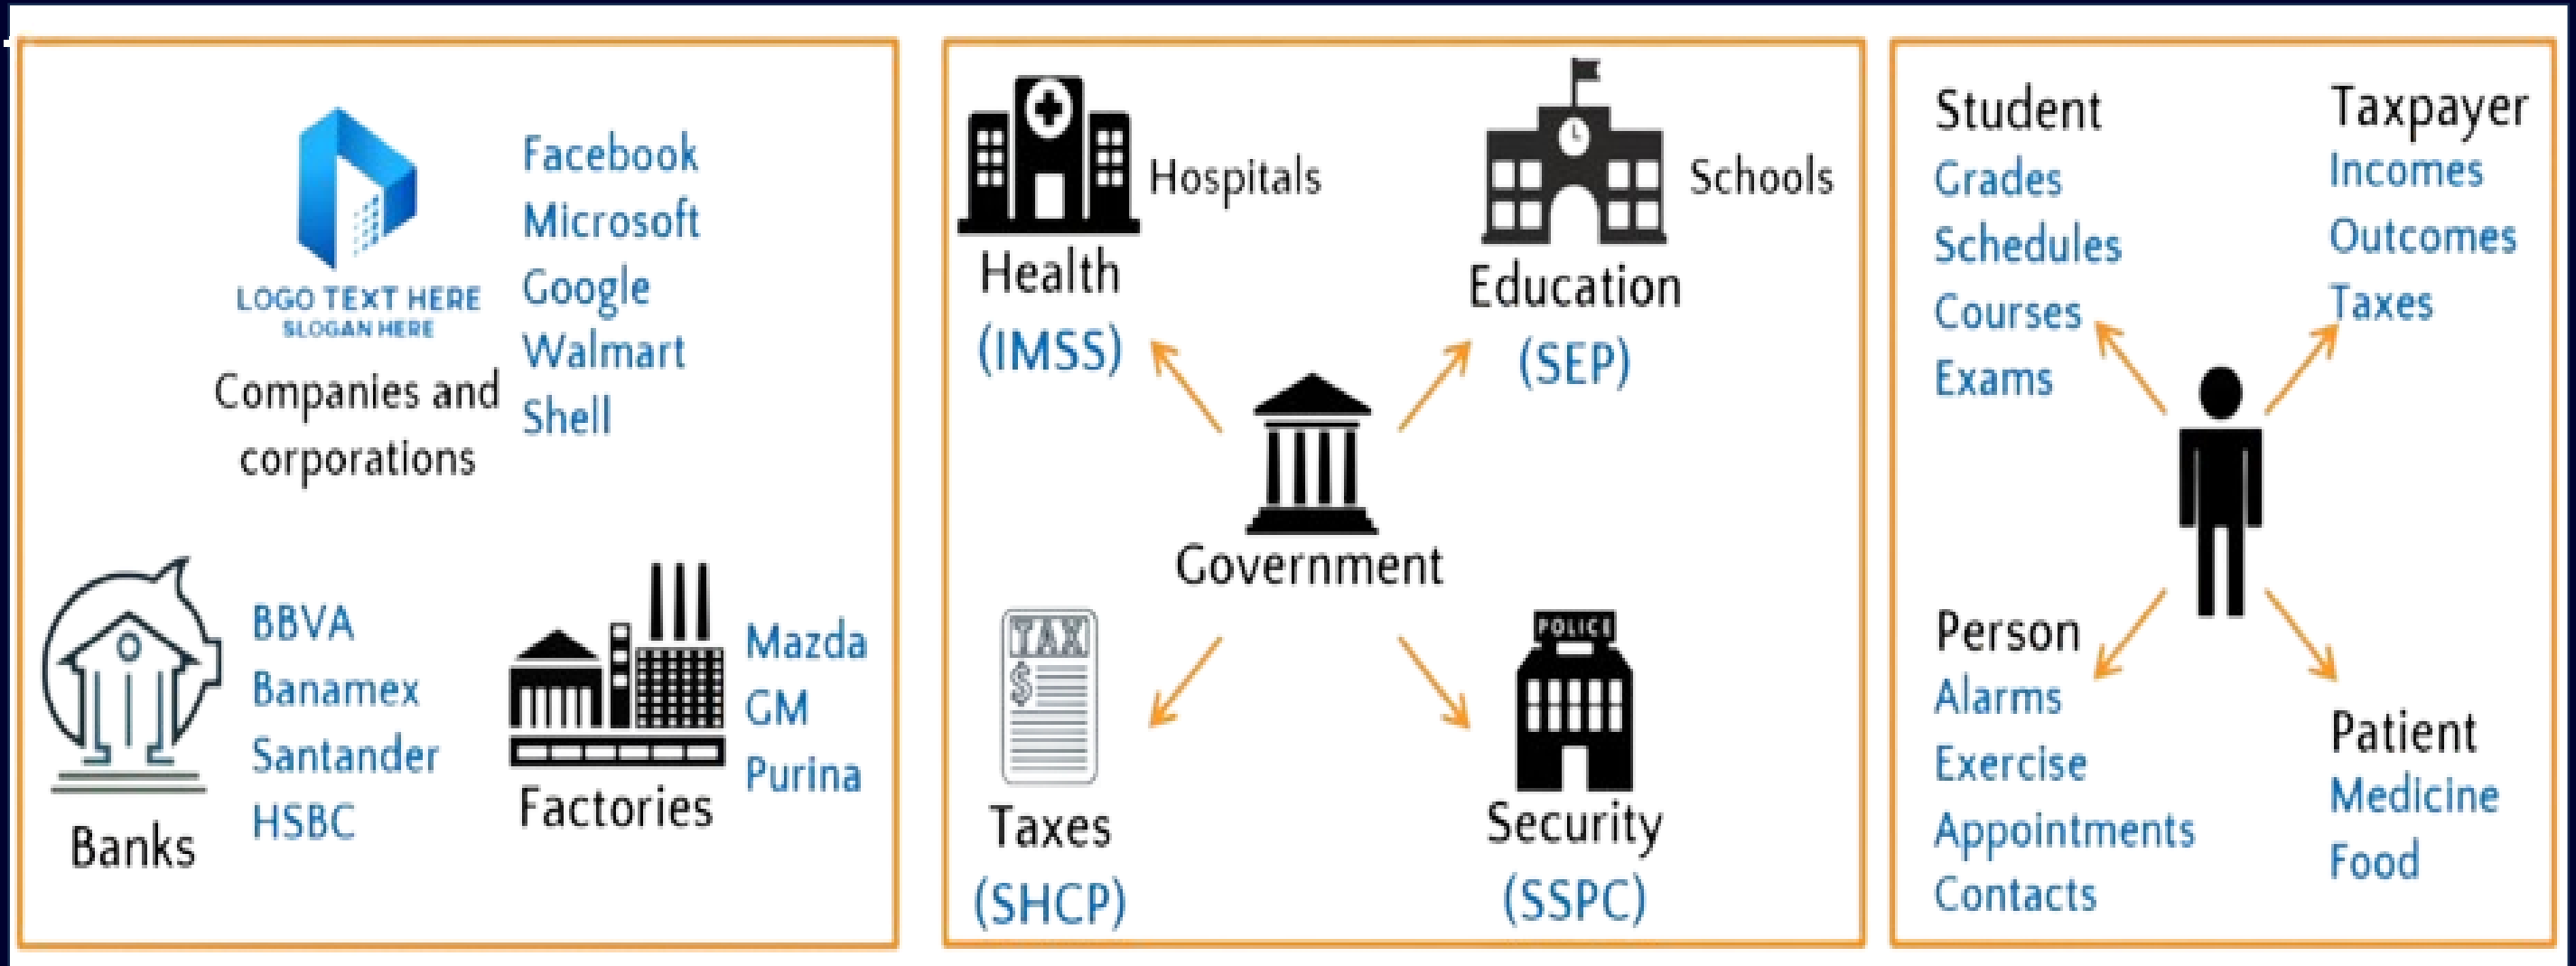 LOGO TEXT HERE
SLOGAN HERE
Companies and
corporations
Facebook
Microsoft
Google
Walmart
Shell
Banks
BBVA
Banamex
Santander
HSBC
Factories
Mazda
GM
Purina
Hospitals
Health
(IMSS)
Schools
Education
(SEP)
Government
TAX
$
Taxes
(SHCP)
POLICE
Security
(SSPC)
Student
Grades
Schedules
Courses
Exams
Taxpayer
Incomes
Outcomes
Taxes
Person
Alarms
Exercise
Appointments
Contacts
Patient
Medicine
Food